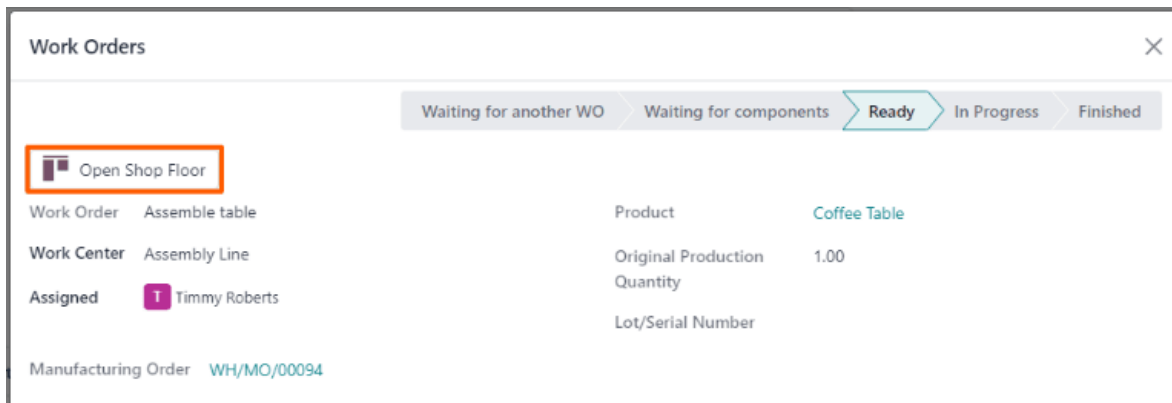 Work Orders
Waiting for another WO Waiting for components Ready In Progress Finished
Open Shop Floor
Work Order Assemble table
Product Coffee Table
Work Center Assembly Line
Original Production Quantity 1.00
Assigned T Timmy Roberts
Lot/Serial Number
Manufacturing Order WH/MO/00094